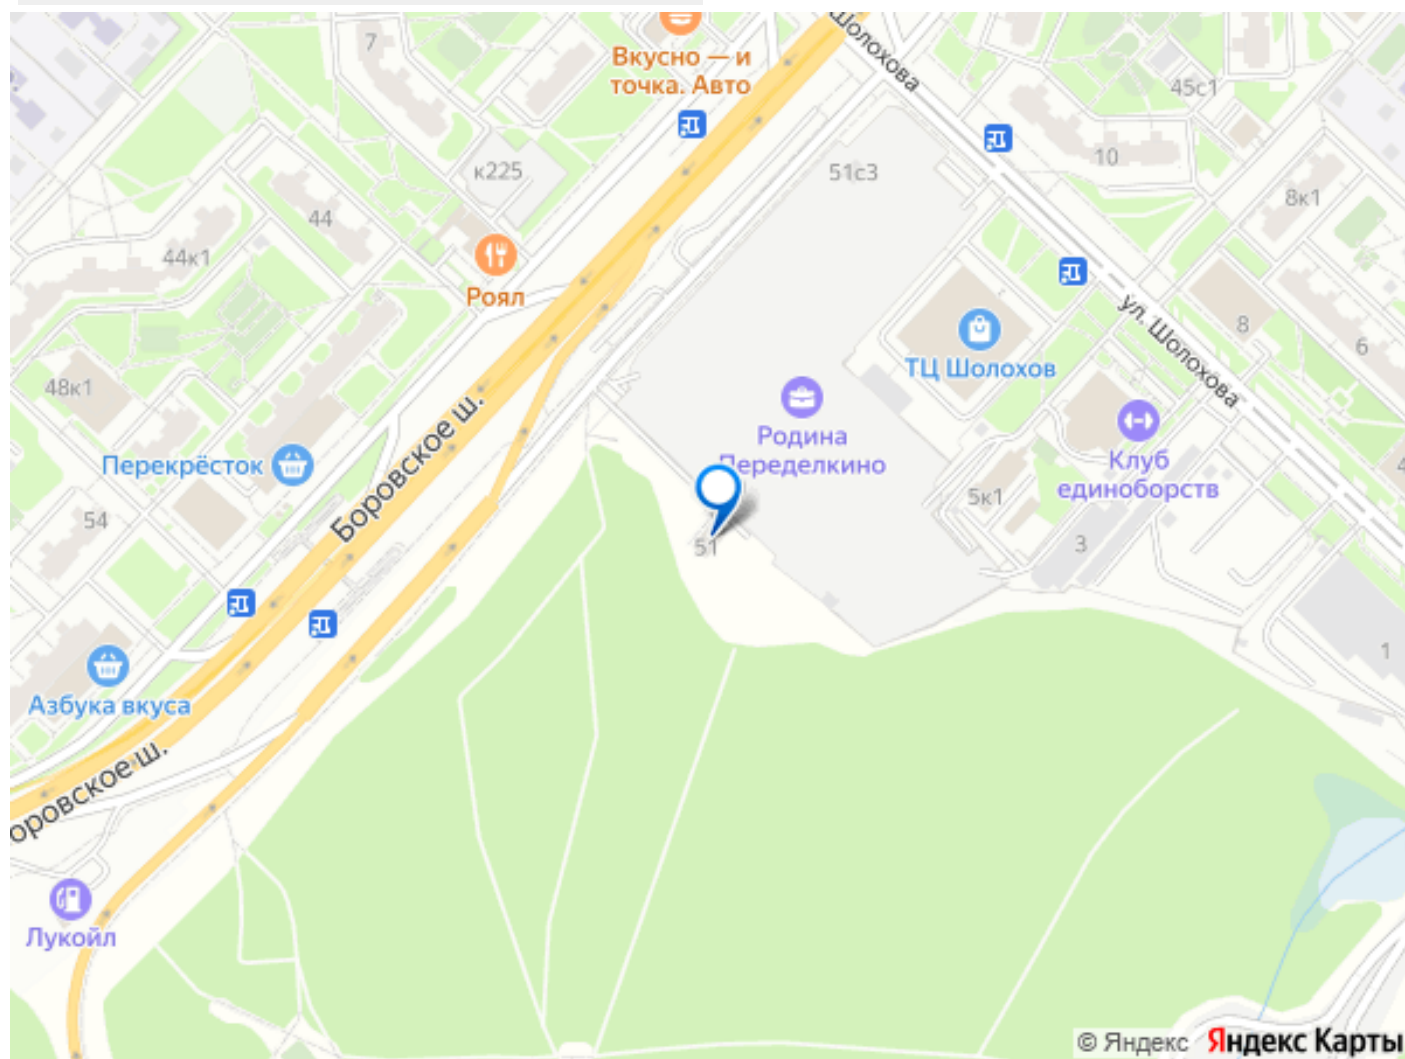 Шолохова
7
Вкусно — и
точка. Авто
45с1
к225
51с3
10
8к1
44
44к1
Роял
ул. Шолохова
8
6
ТЦ Шолохов
48к1
Боровское ш.
Родина
Переделкино
Перекрёсток
Клуб
единоборств
5к1
4
54
51
3
1
Азбука вкуса
оровское ш.
Лукойл
© Яндекс Яндекс Карты